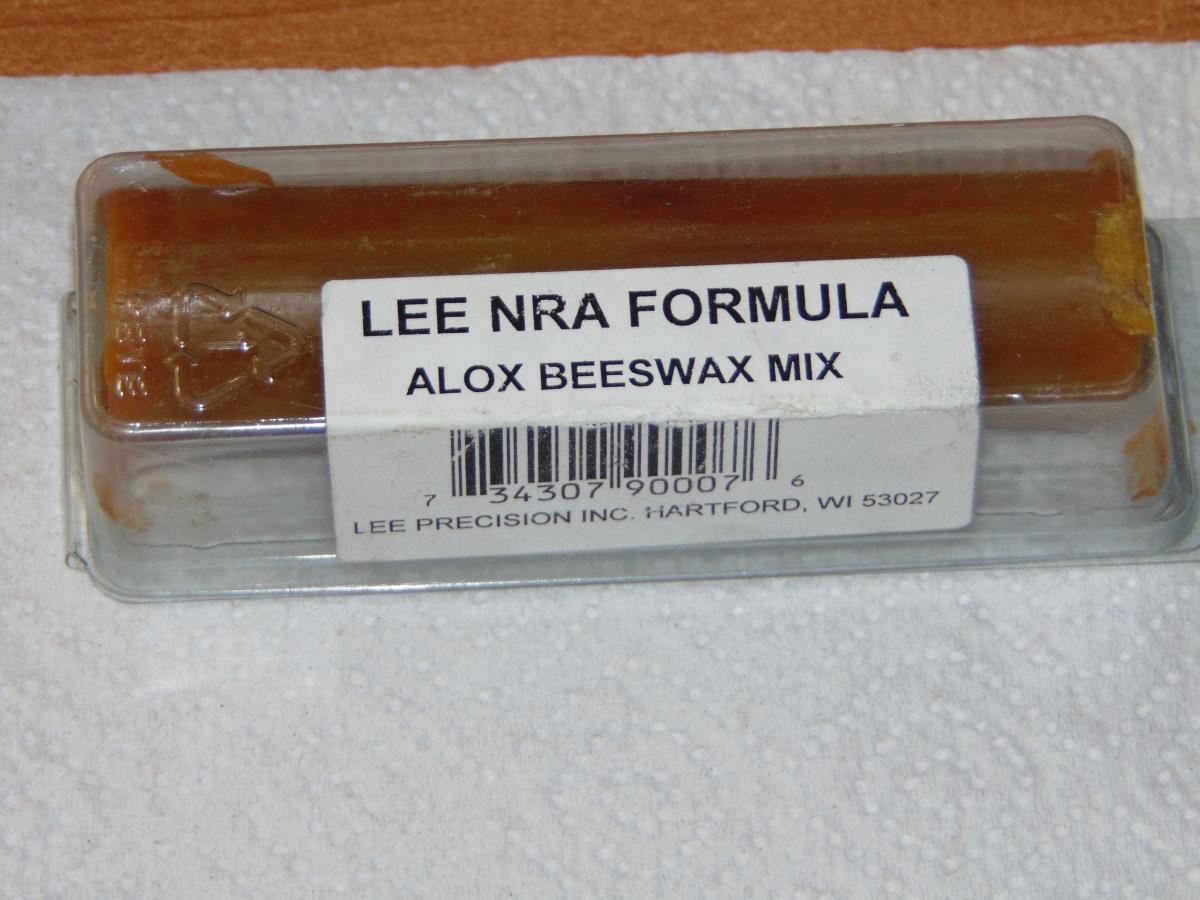 LEE NRA FORMULA
ALOX BEESWAX MIX
7 34307 90007 6
LEE PRECISION INC. HARTFORD, WI 53027